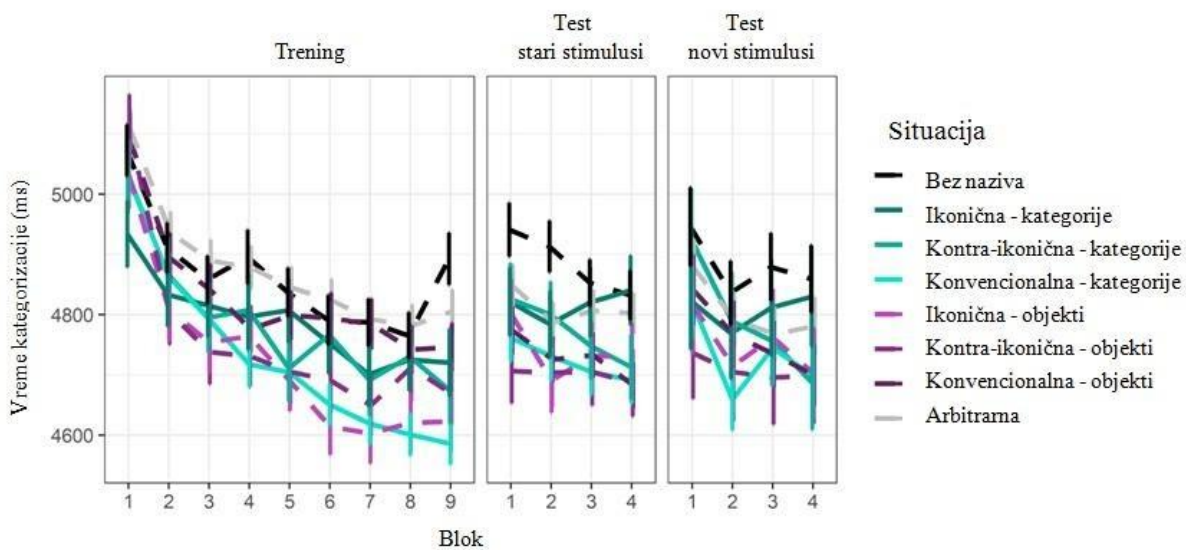 Trening
Test
stari stimulusi
Test
novi stimulusi
Vreme kategorizacije (ms)
5000
4800
4600
1 2 3 4 5 6 7 8 9
1 2 3 4
1 2 3 4
Blok
Situacija
Bez naziva
Ikonična - kategorije
Kontra-ikonična - kategorije
Konvencionalna - kategorije
Ikonična - objekti
Kontra-ikonična - objekti
Konvencionalna - objekti
Arbitrarna